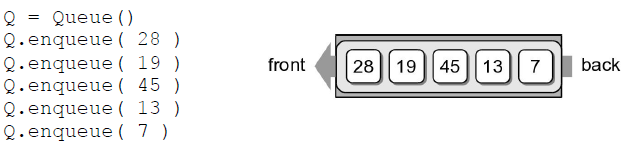 Q = Queue()
Q.enqueue( 28 )
Q.enqueue( 19 )
Q.enqueue( 45 )
Q.enqueue( 13 )
Q.enqueue( 7 )
front 28 19 45 13 7 back